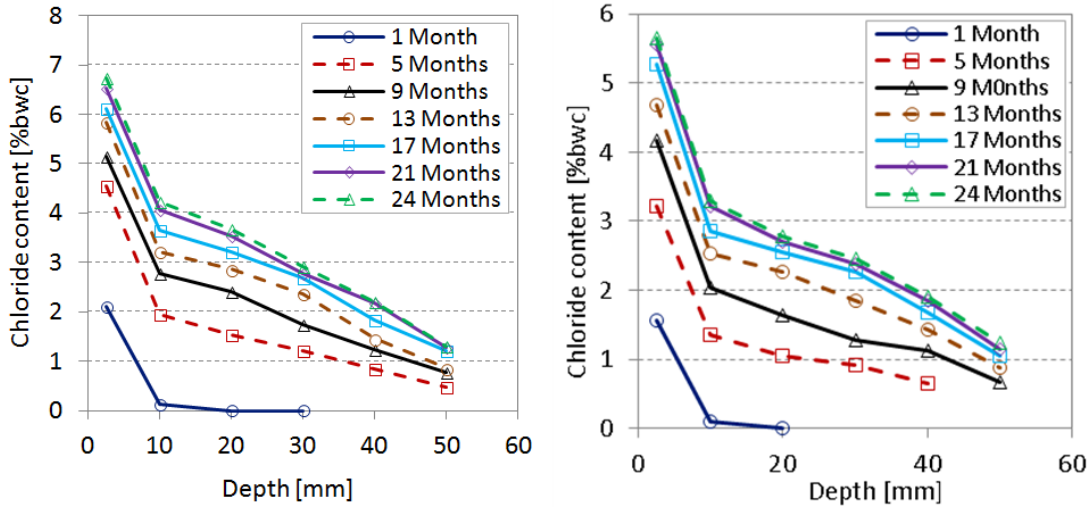 Chloride content [%bwc]
8
7
6
5
4
3
2
1
0
0
10
20
30
40
50
60
Depth [mm]
1 Month
5 Months
9 Months
13 Months
17 Months
21 Months
24 Months
Chloride content [%bwc]
6
5
4
3
2
1
0
0
20
40
60
Depth [mm]
1 Month
5 Months
9 M0nths
13 Months
17 Months
21 Months
24 Months